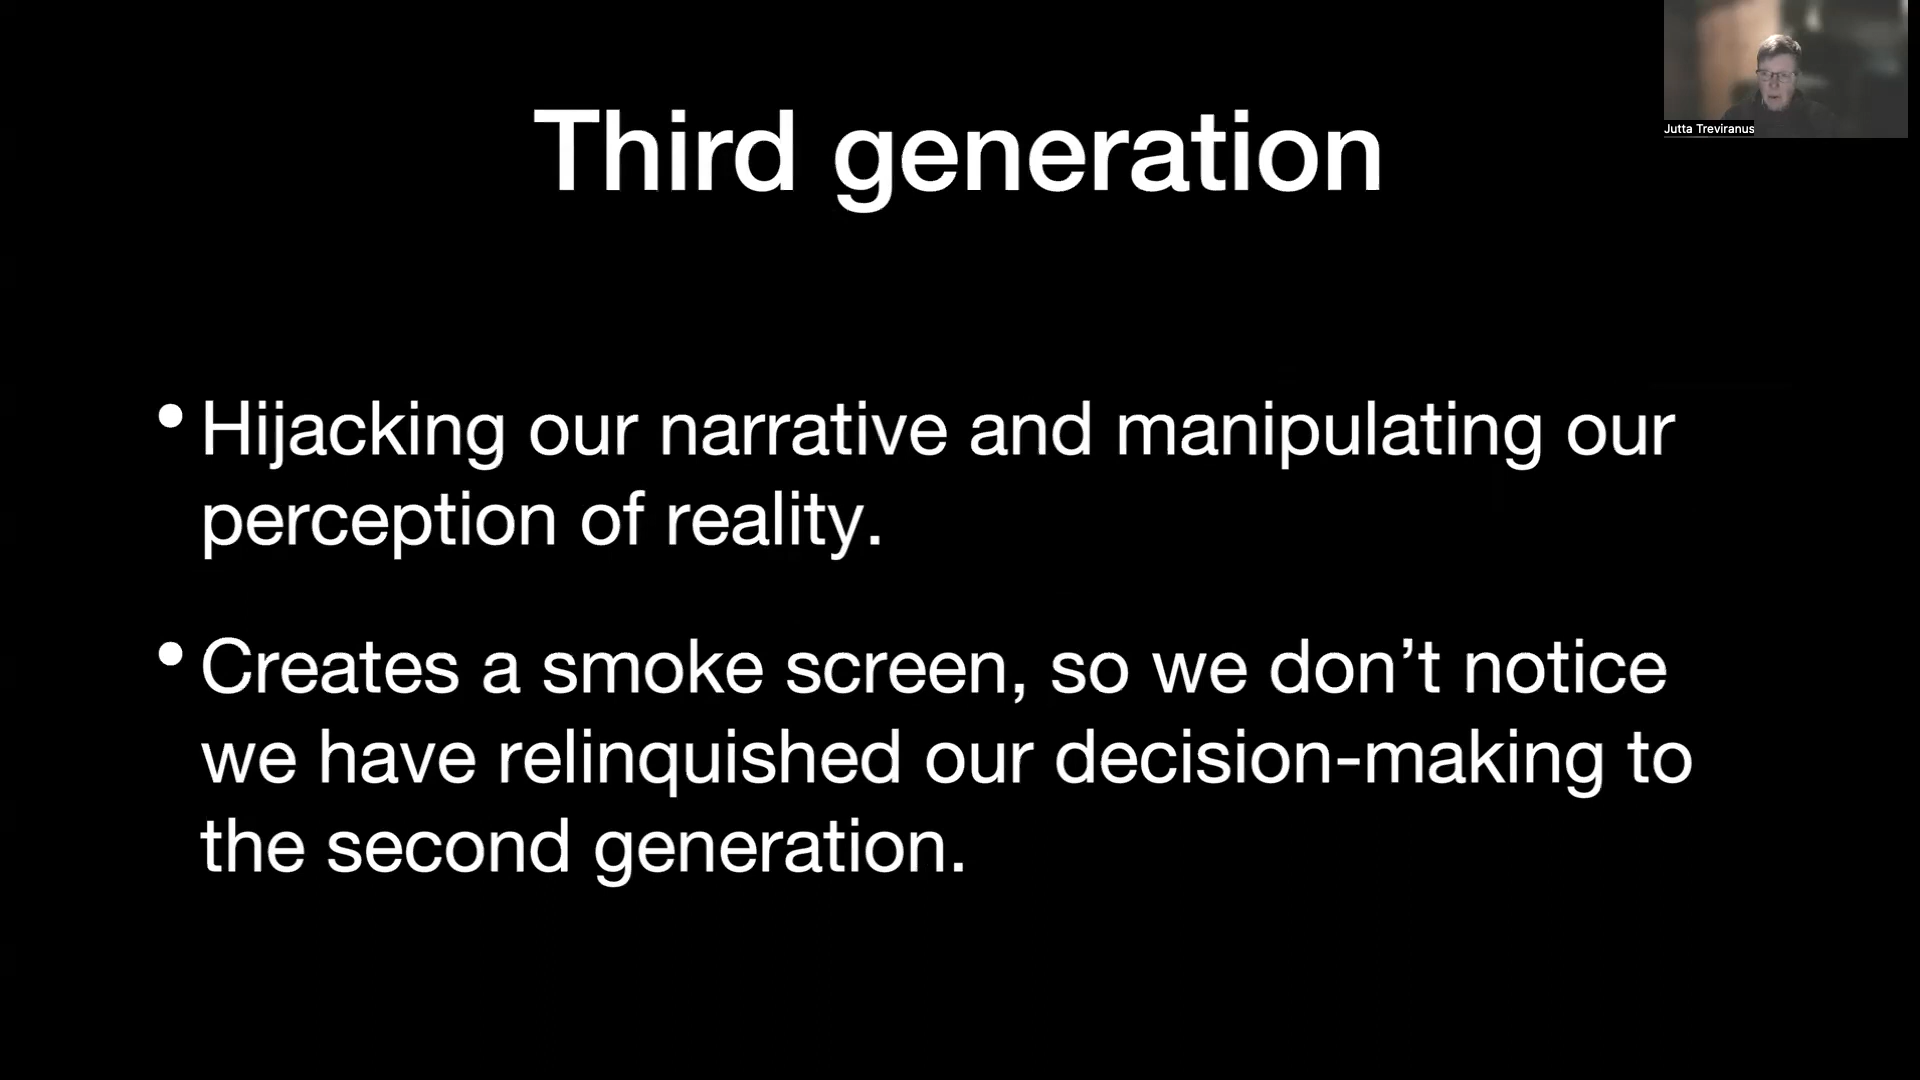 Third generation
Jutta Treviranus
• Hijacking our narrative and manipulating our
perception of reality.
• Creates a smoke screen, so we don’t notice
we have relinquished our decision-making to
the second generation.